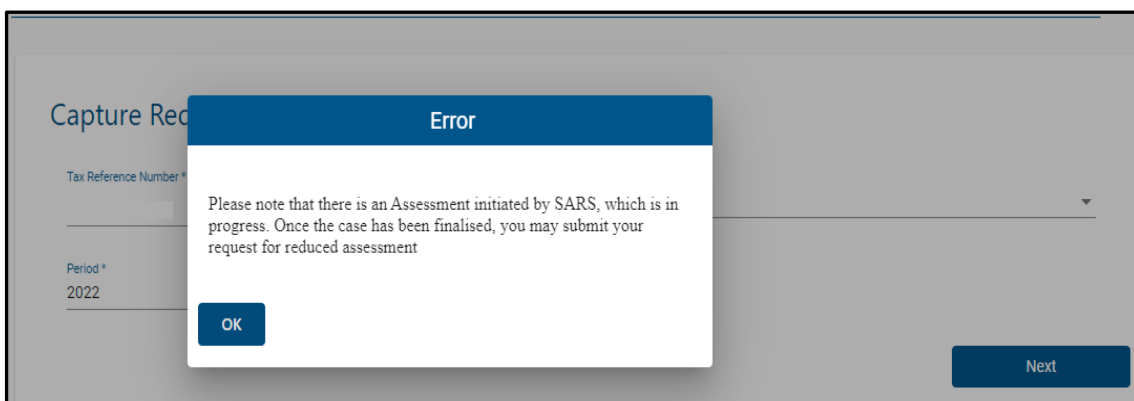 Capture Rec
Error
Tax Reference Number *
Please note that there is an Assessment initiated by SARS, which is in
progress. Once the case has been finalised, you may submit your
request for reduced assessment
Period *
2022
OK
Next